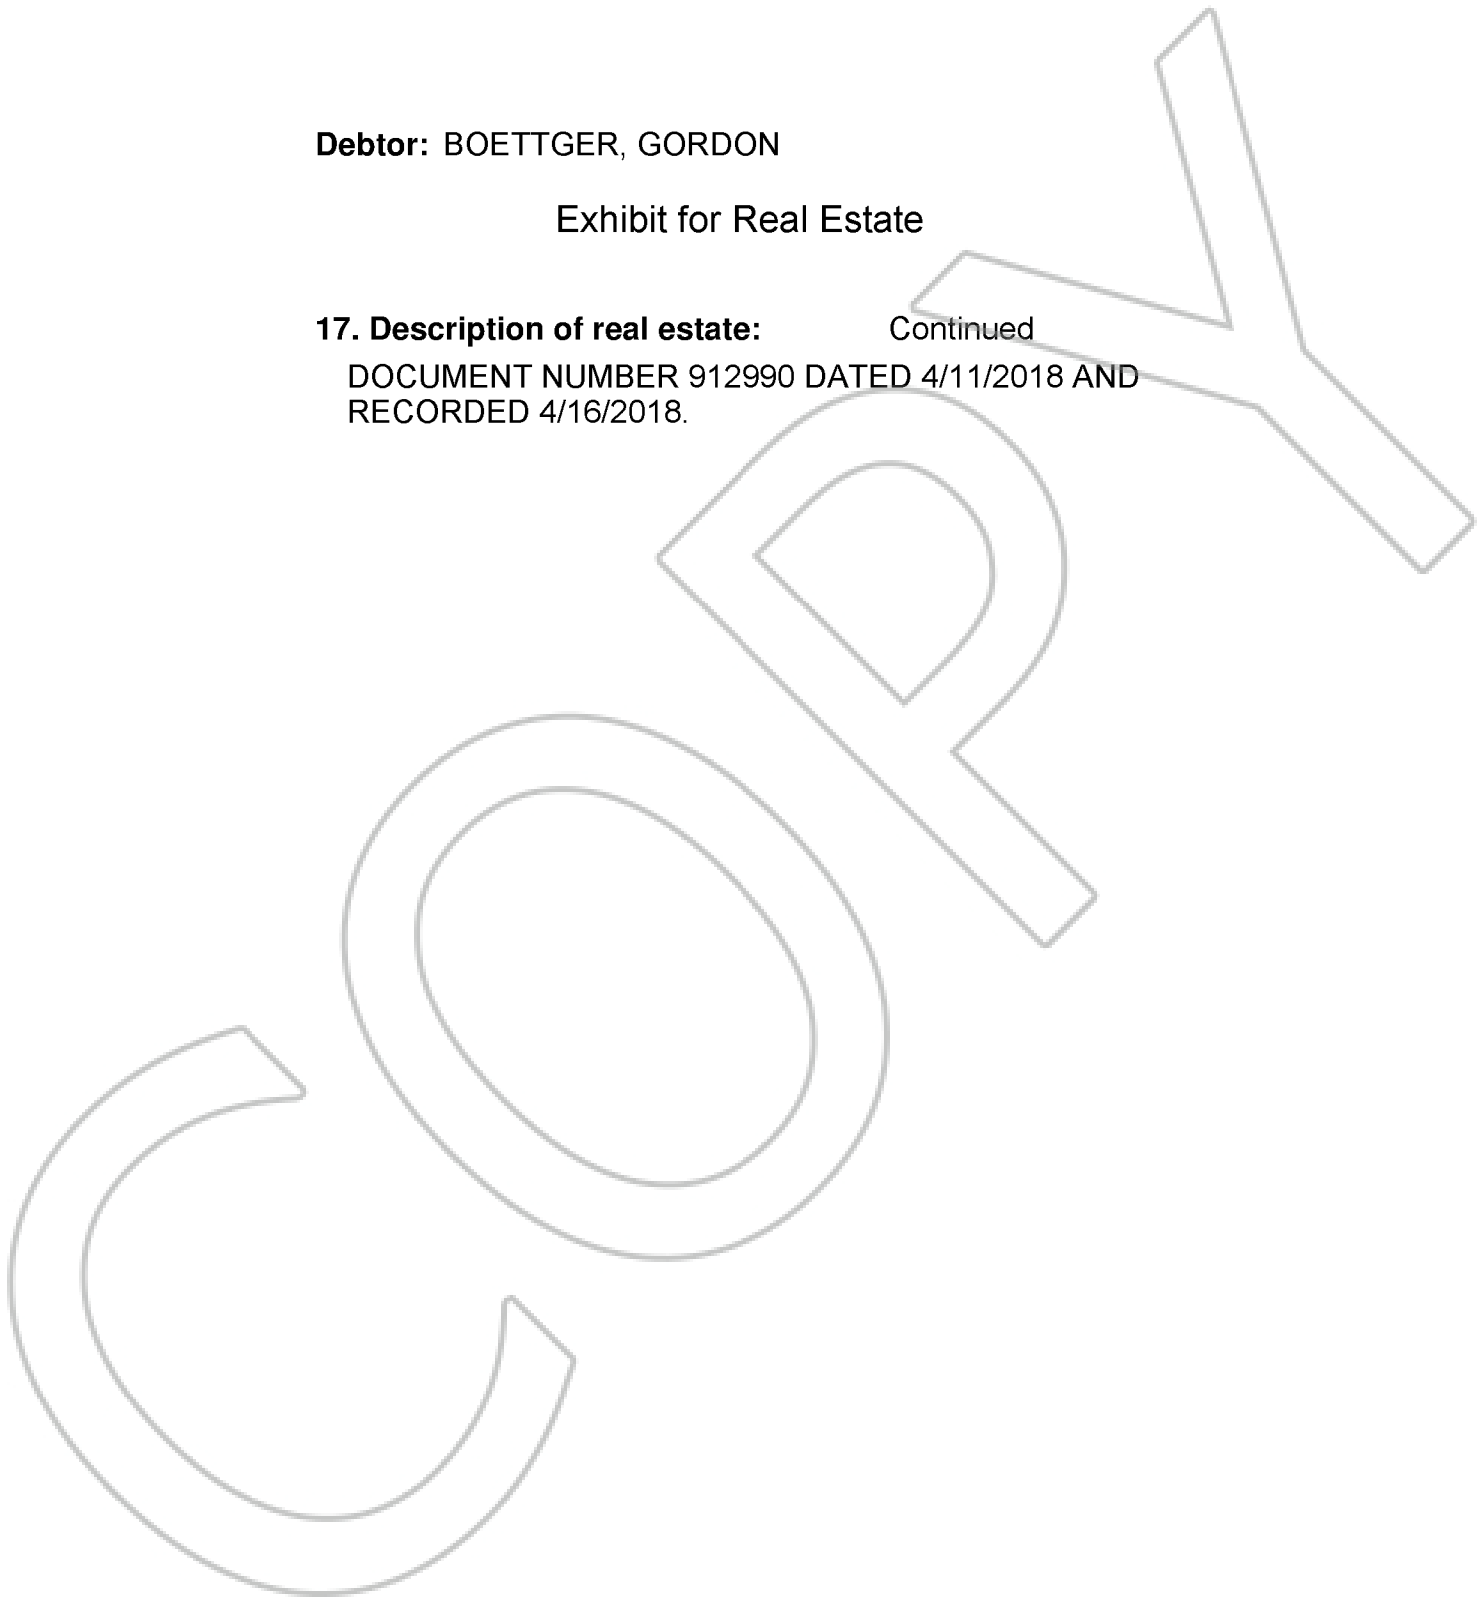 Debtor: BOETTGER, GORDON
Exhibit for Real Estate
17. Description of real estate: Continued
DOCUMENT NUMBER 912990 DATED 4/11/2018 AND
RECORDED 4/16/2018.
COPY